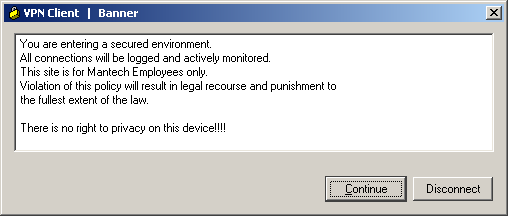 VPN Client | Banner
You are entering a secured environment.
All connections will be logged and actively monitored.
This site is for Mantech Employees only.
Violation of this policy will result in legal recourse and punishment to
the fullest extent of the law.
There is no right to privacy on this device!!!!
Continue
Disconnect